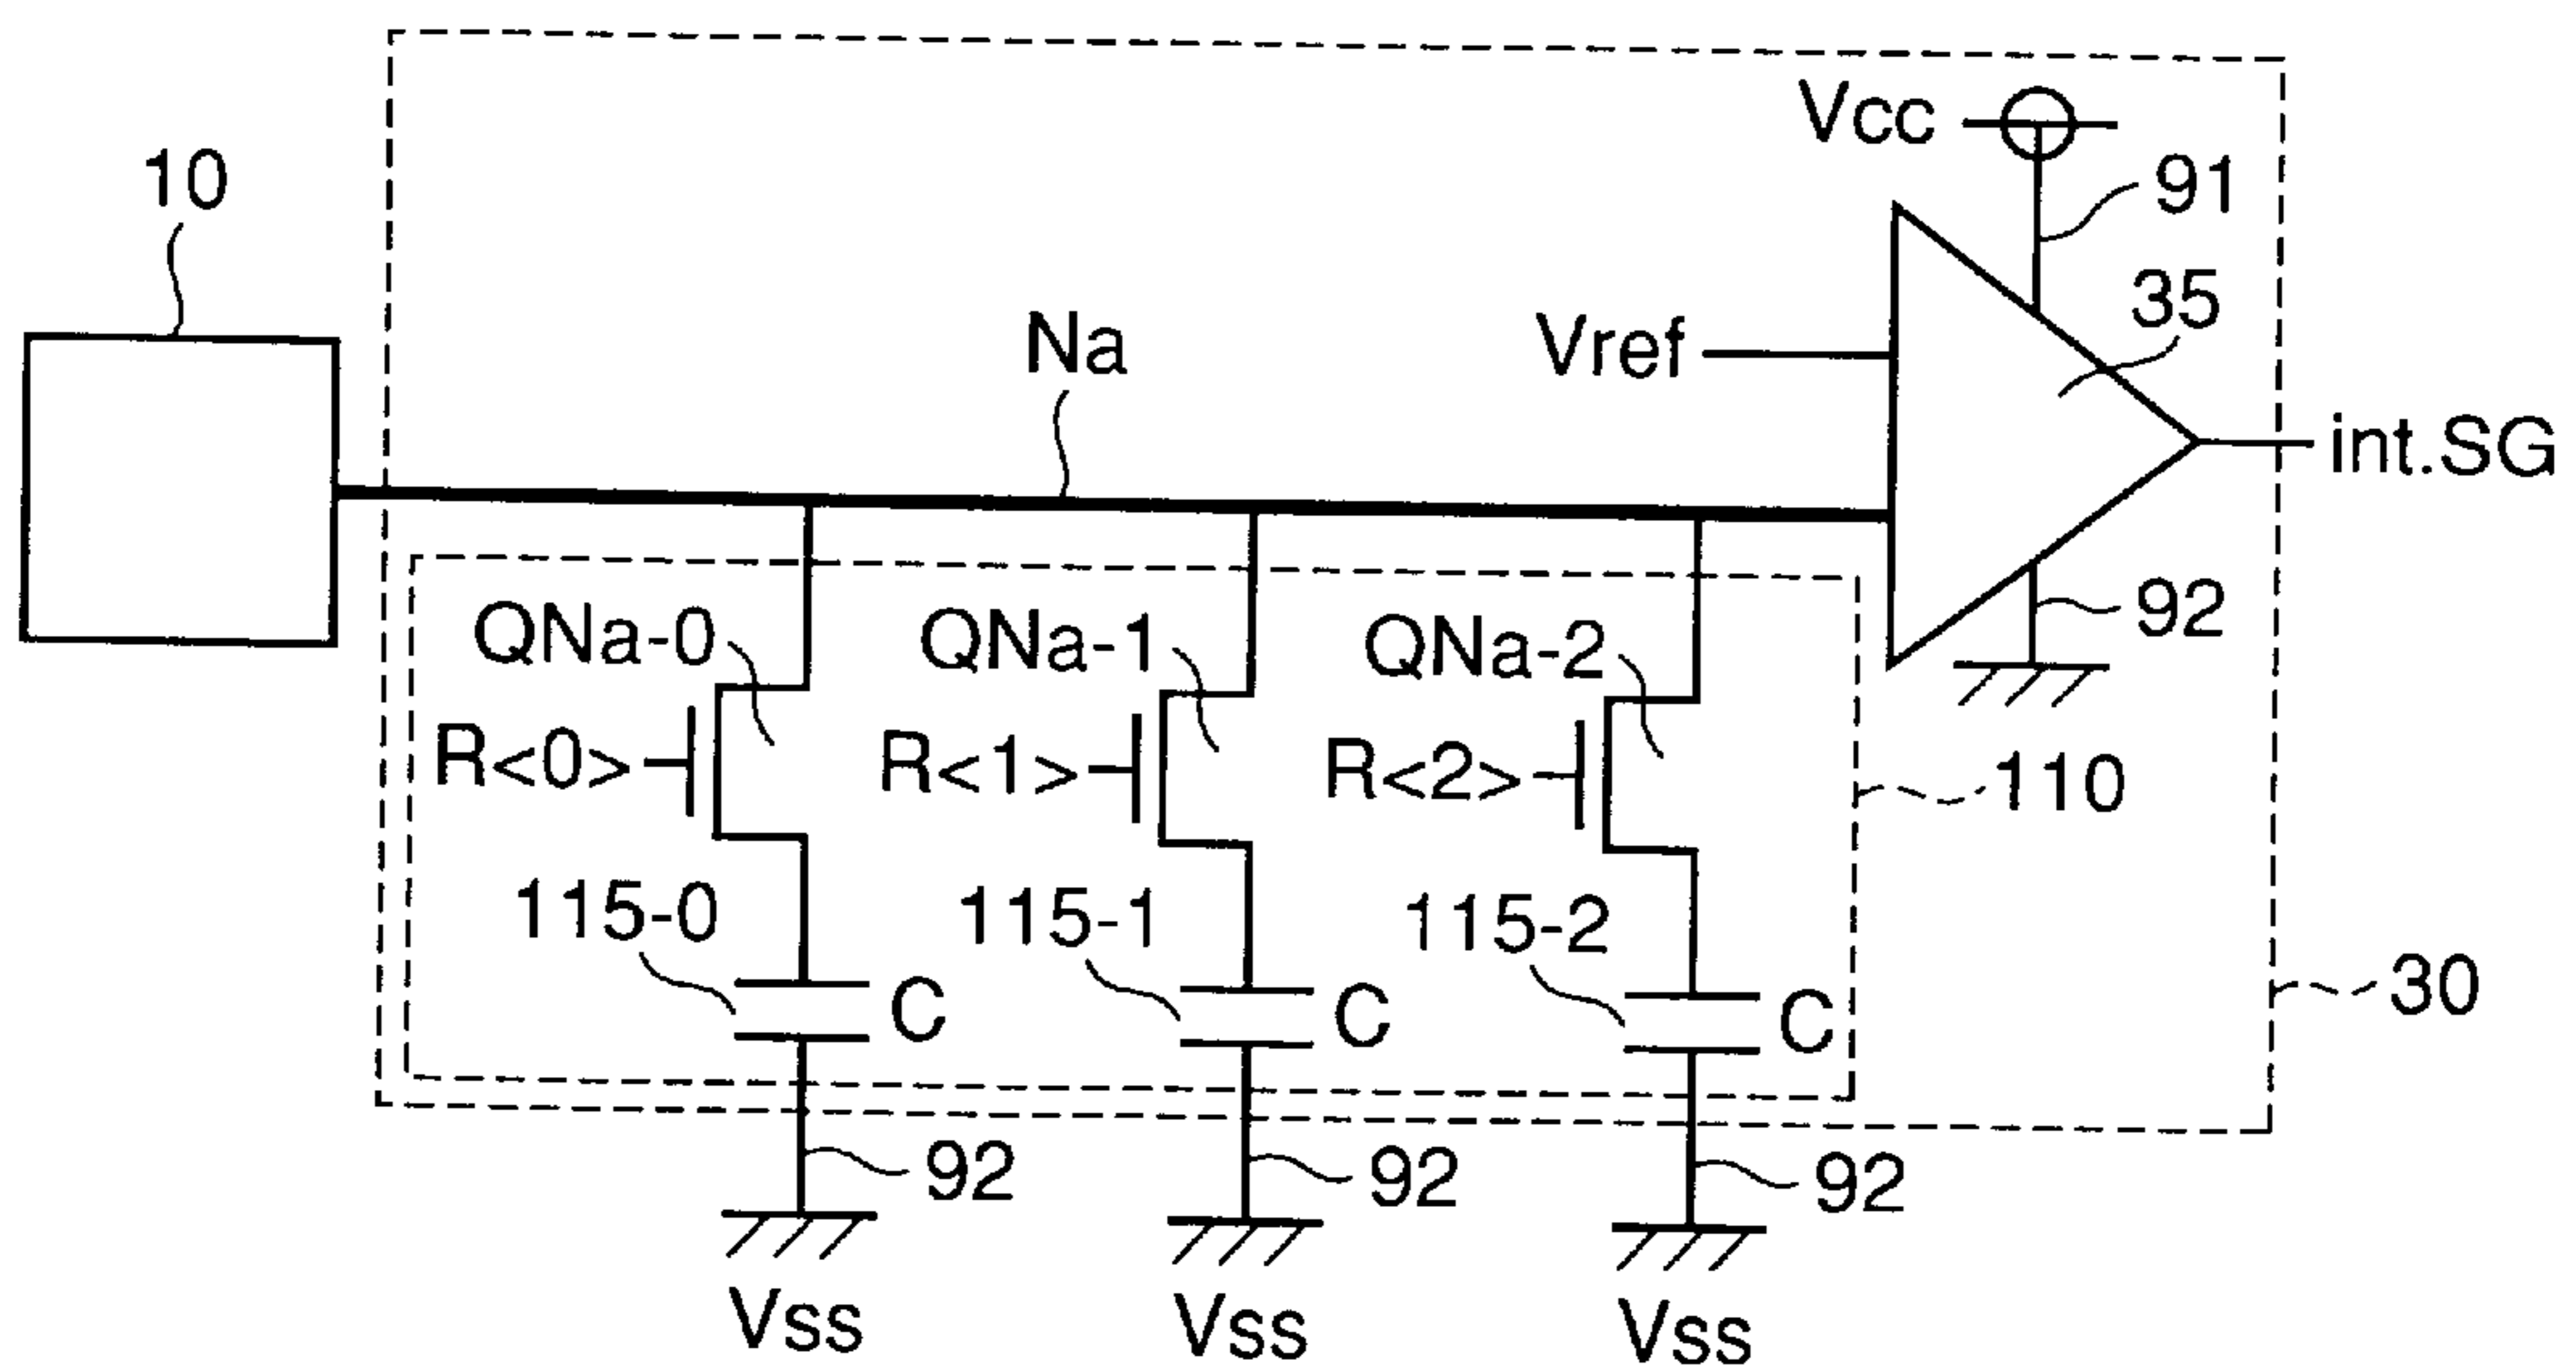 Vcc
10
91
35
Na
Vref
int.SG
92
QNa-0
QNa-1
QNa-2
R<0>
R<1>
R<2>
110
115-0
115-1
115-2
C
C
C
30
92
92
92
Vss
Vss
Vss